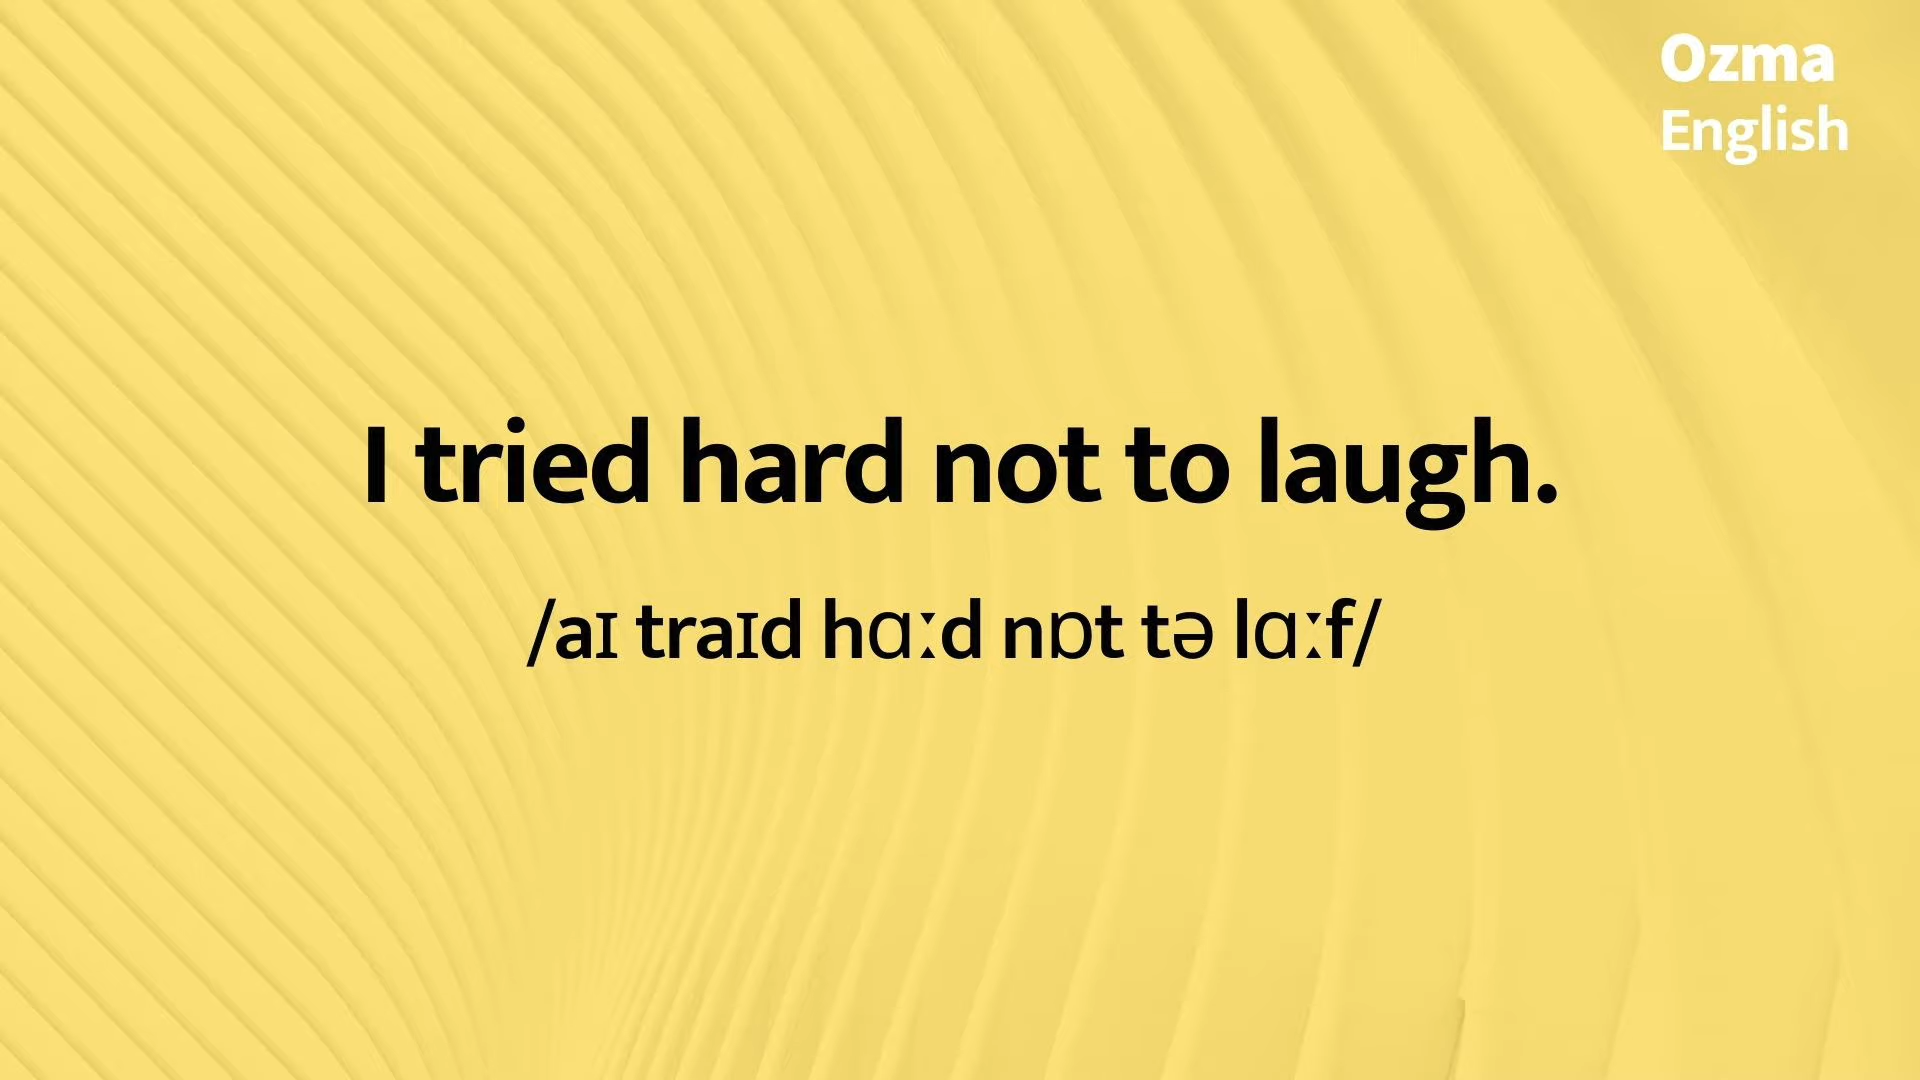 Ozma
English
I tried hard not to laugh.
/aɪ traɪd hɑːd nɒt tə lɑːf/